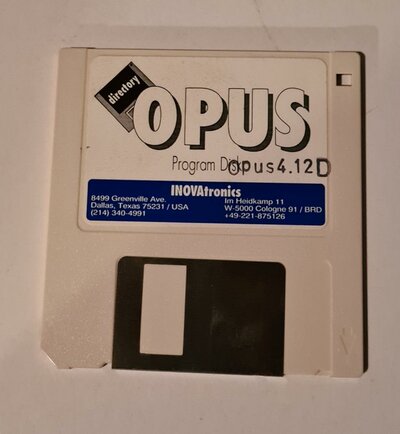 directory
OPUS
Program Disk
Opus4.12D
INOVAtronics
8499 Greenville Ave.
Dallas, Texas 75231 / USA
(214) 340-4991
Im Heidkamp 11
W-5000 Cologne 91 / BRD
+49-221-875126